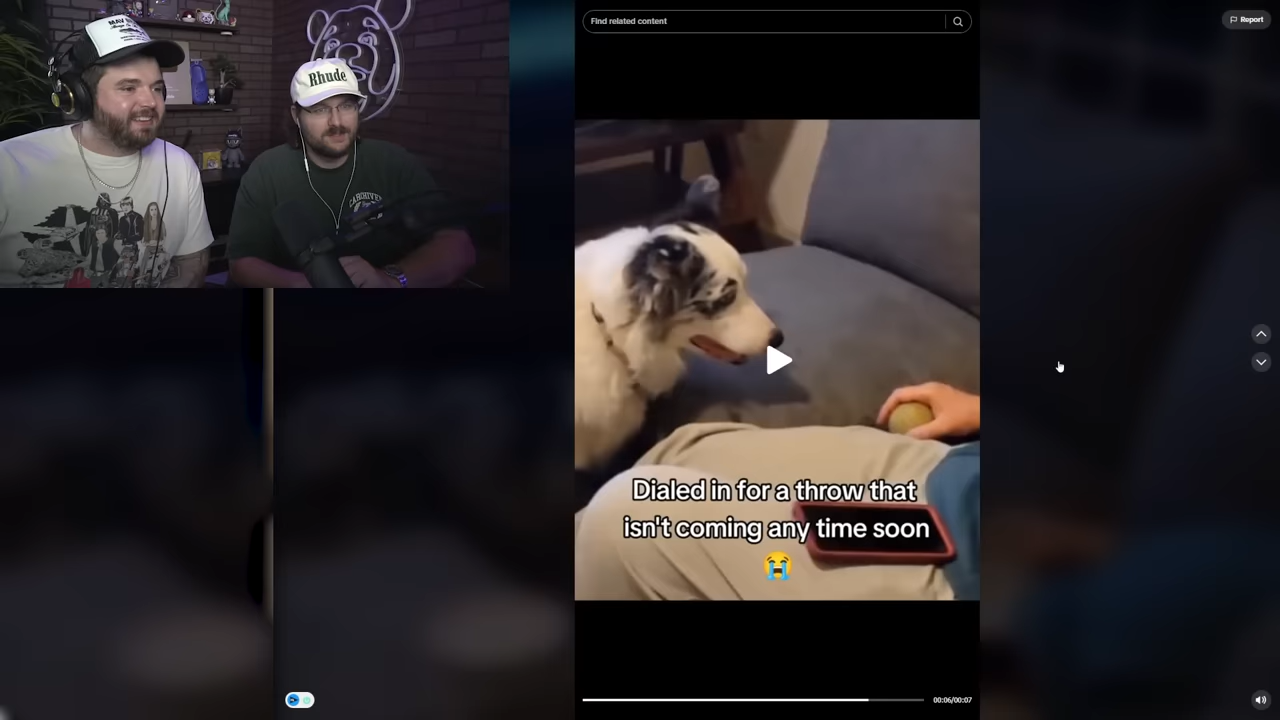 Find related content
Report
Rhude
Dialed in for a throw that
isn't coming any time soon
😭
00:06/00:07